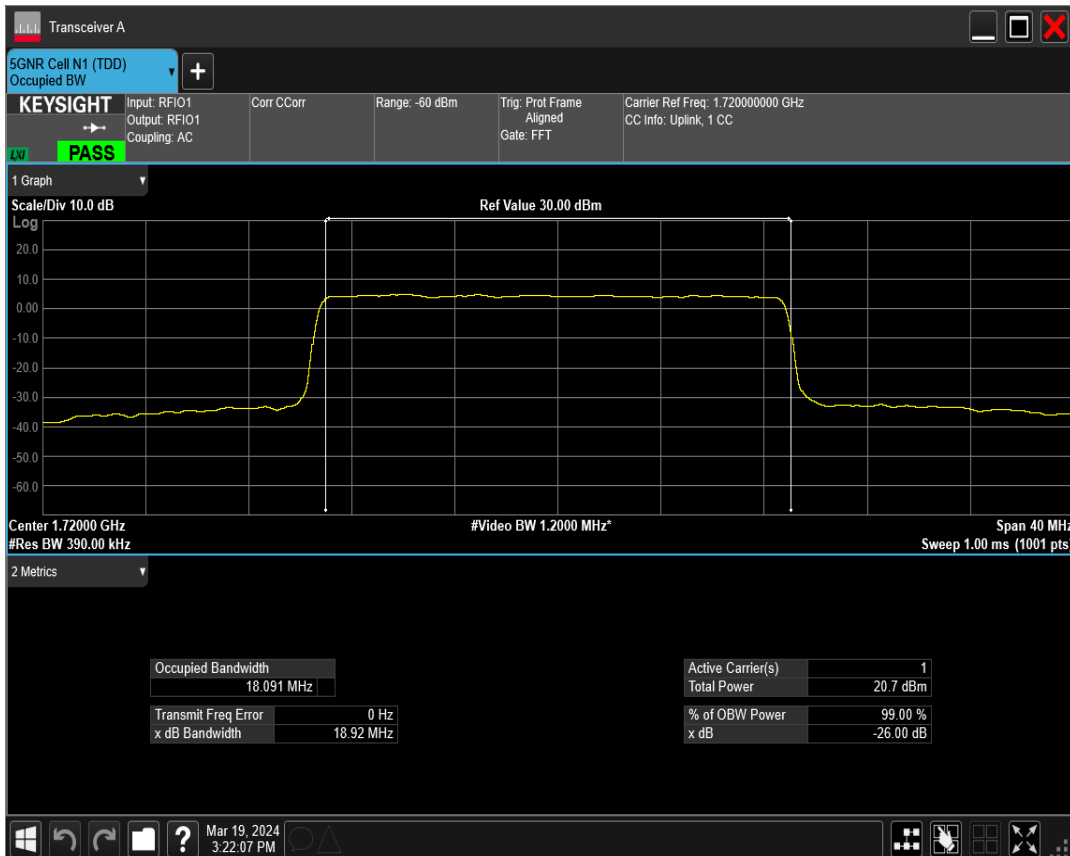 Transceiver A
5GNR Cell N1 (TDD)
Occupied BW
+
KEYSIGHT
LXI
PASS
Input: RFIO1
Output: RFIO1
Coupling: AC
Corr CCorr
Range: -60 dBm
Trig: Prot Frame
Aligned
Gate: FFT
Carrier Ref Freq: 1.720000000 GHz
CC Info: Uplink, 1 CC
1 Graph
Scale/Div 10.0 dB
Ref Value 30.00 dBm
Log
20.0
10.0
0.00
-10.0
-20.0
-30.0
-40.0
-50.0
-60.0
Center 1.72000 GHz
#Video BW 1.2000 MHz*
Span 40 MHz
#Res BW 390.00 kHz
Sweep 1.00 ms (1001 pts)
2 Metrics
Occupied Bandwidth
18.091 MHz
Transmit Freq Error 0 Hz
x dB Bandwidth 18.92 MHz
Active Carrier(s) 1
Total Power 20.7 dBm
% of OBW Power 99.00 %
x dB -26.00 dB
?
Mar 19, 2024
3:22:07 PM